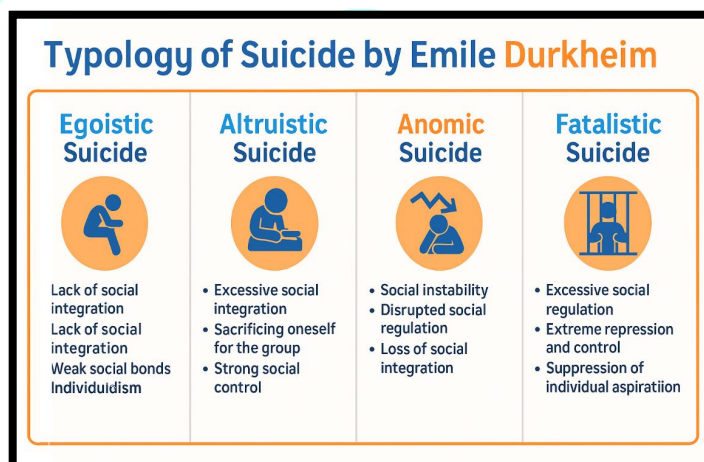 Typology of Suicide by Emile Durkheim
Egoistic
Suicide
Lack of social
integration
Lack of social
integration
Weak social bonds
Individuidism
Altruistic
Suicide
• Excessive social
integration
• Sacrificing oneself
for the group
• Strong social
control
Anomic
Suicide
• Social instability
• Disrupted social
regulation
• Loss of social
integration
Fatalistic
Suicide
• Excessive social
regulation
• Extreme repression
and control
• Suppression of
individual aspiratiion